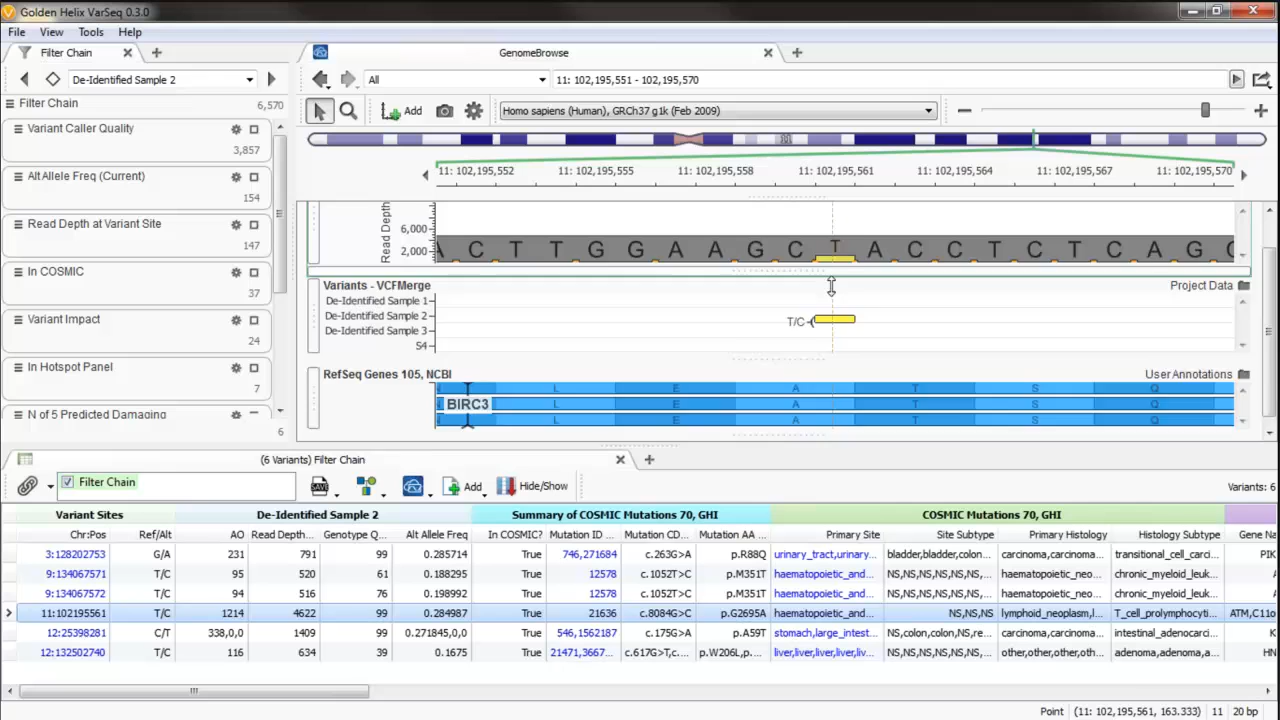 Golden Helix VarSeq 0.3.0
File View Tools Help
Filter Chain
GenomeBrowse
De-Identified Sample 2
All
11: 102,195,551 - 102,195,570
Filter Chain 6,570
Add
Homo sapiens (Human), GRCh37 g1k (Feb 2009)
Variant Caller Quality
3,857
11
Alt Allele Freq (Current)
154
11: 102,195,552 11: 102,195,555 11: 102,195,558 11: 102,195,561 11: 102,195,564 11: 102,195,567 11: 102,195,570
Read Depth at Variant Site
147
Read Depth
6,000
2,000
A C T T G G A A G C T A C C T C T C A G
In COSMIC
37
Variants - VCFMerge
Project Data
De-Identified Sample 1
De-Identified Sample 2
De-Identified Sample 3
S4
T/C
Variant Impact
24
In Hotspot Panel
7
RefSeq Genes 105, NCBI
User Annotations
L E A T S Q
BIRC3 L E A T S Q
L E A T S Q
N of 5 Predicted Damaging
6
(6 Variants) Filter Chain
Filter Chain
SAVE
Add
Hide/Show
Variants: 6
Variant Sites De-Identified Sample 2 Summary of COSMIC Mutations 70, GHI COSMIC Mutations 70, GHI
Chr:Pos Ref/Alt AO Read Depth... Genotype Q... Alt Allele Freq In COSMIC? Mutation ID ... Mutation CD... Mutation AA ... Primary Site Site Subtype Primary Histology Histology Subtype Gene Na
3:128202753 G/A 231 791 99 0.285714 True 746,271684 c.263G>A p.R88Q urinary_tract,urinary... bladder,bladder,colon... carcinoma,carcinoma... transitional_cell_carci... PIK
9:134067571 T/C 95 520 61 0.188295 True 12578 c.1052T>C p.M351T haematopoietic_and... NS,NS,NS,NS,NS,... haematopoietic_neo... chronic_myeloid_leuk... A
9:134067572 T/C 94 516 76 0.198992 True 12578 c.1052T>C p.M351T haematopoietic_and... NS,NS,NS,NS,NS,... haematopoietic_neo... chronic_myeloid_leuk... A
11:102195561 T/C 1214 4622 99 0.284987 True 21636 c.8084G>C p.G2695A haematopoietic_and... NS,NS,NS lymphoid_neoplasm,l... T_cell_prolymphocyti... ATM,C11o
12:25398281 C/T 338,0,0 1409 99 0.271845,0,0 True 546,1562187 c.175G>A p.A59T stomach,large_intest... NS,colon,colon,NS,re... carcinoma,carcinoma... intestinal_adenocarci... K
12:132502740 T/C 116 634 39 0.1675 True 21471,3667... c.617G>T,c.... p.W206L,p.... liver,liver,liver,liver,liv... NS,NS,NS,NS,NS,... other,other,other,oth... adenoma,adenoma,a... HN
Point (11: 102,195,561, 163.333) 11 20 bp